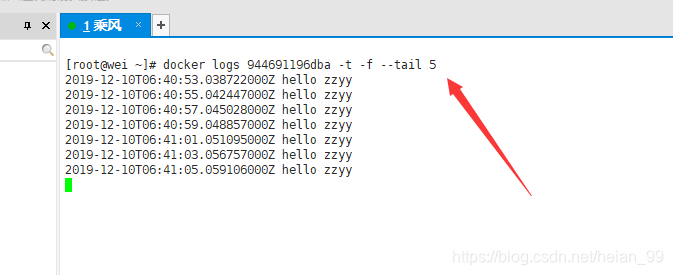 1 乘风
[root@wei ~]# docker logs 944691196dba -t -f --tail 5
2019-12-10T06:40:53.038722000Z hello zzyy
2019-12-10T06:40:55.042447000Z hello zzyy
2019-12-10T06:40:57.045028000Z hello zzyy
2019-12-10T06:40:59.048857000Z hello zzyy
2019-12-10T06:41:01.051095000Z hello zzyy
2019-12-10T06:41:03.056757000Z hello zzyy
2019-12-10T06:41:05.059106000Z hello zzyy
https://blog.csdn.net/heian_99